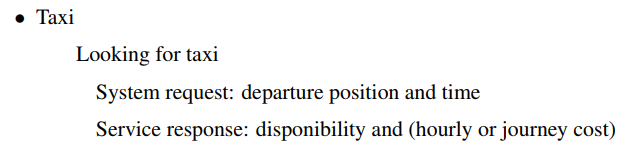 • Taxi
Looking for taxi
System request: departure position and time
Service response: disponibility and (hourly or journey cost)